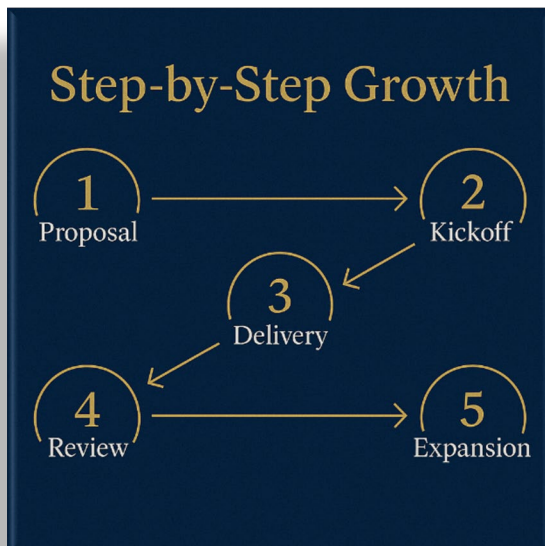 Step-by-Step Growth
1
Proposal
2
Kickoff
3
Delivery
4
Review
5
Expansion